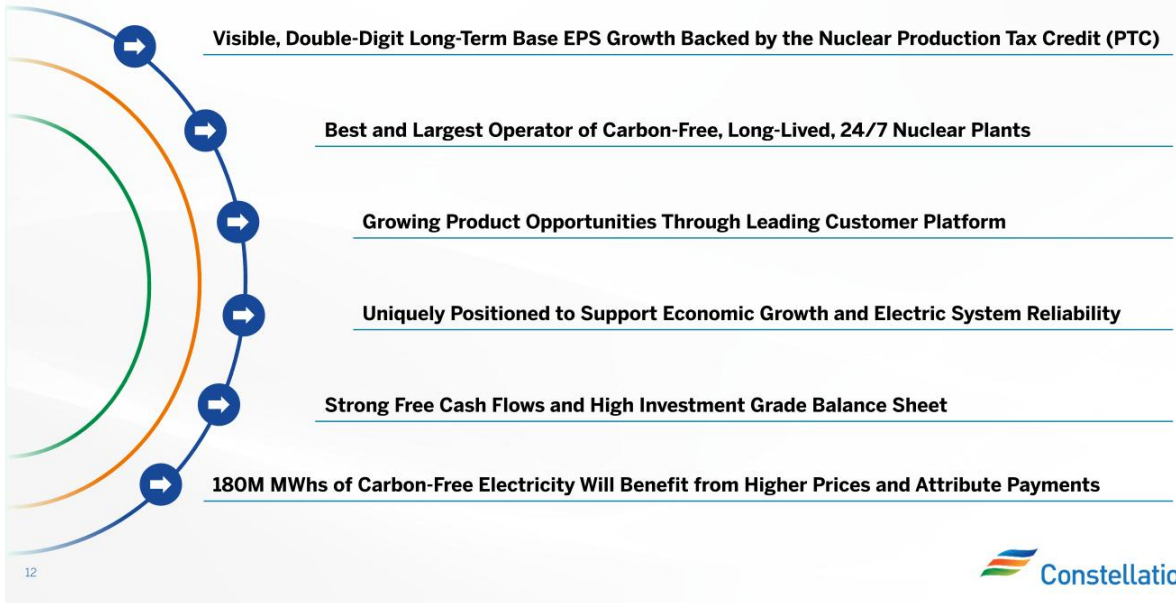 Visible, Double-Digit Long-Term Base EPS Growth Backed by the Nuclear Production Tax Credit (PTC)
Best and Largest Operator of Carbon-Free, Long-Lived, 24/7 Nuclear Plants
Growing Product Opportunities Through Leading Customer Platform
Uniquely Positioned to Support Economic Growth and Electric System Reliability
Strong Free Cash Flows and High Investment Grade Balance Sheet
180M MWhs of Carbon-Free Electricity Will Benefit from Higher Prices and Attribute Payments
12
Constellatio